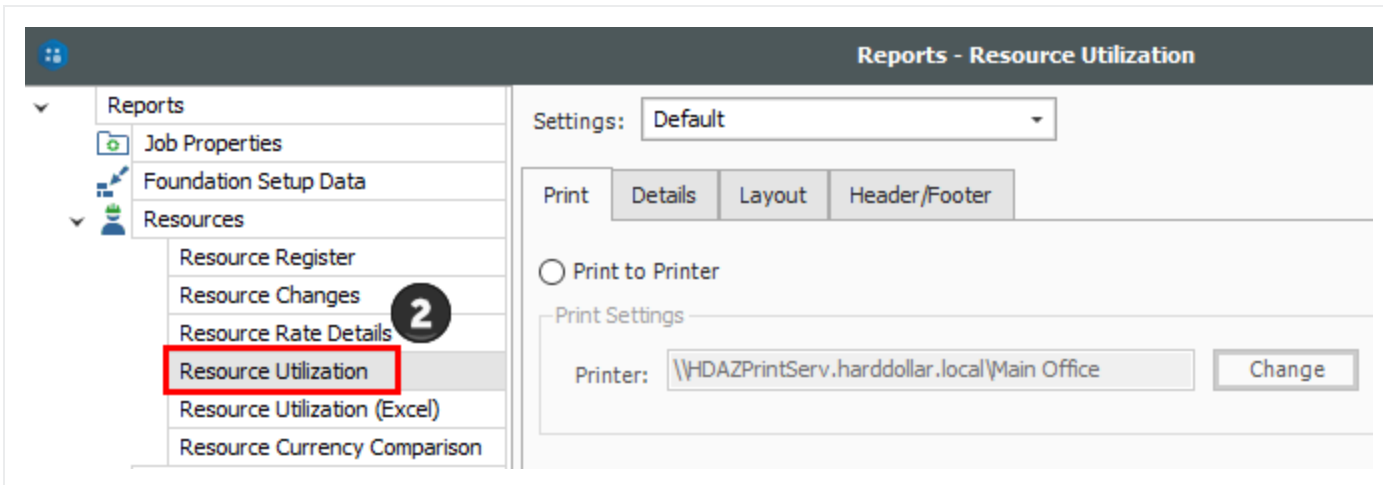 Reports - Resource Utilization
Reports
Job Properties
Foundation Setup Data
Resources
Resource Register
Resource Changes
2
Resource Rate Details
Resource Utilization
Resource Utilization (Excel)
Resource Currency Comparison
Settings: Default
Print Details Layout Header/Footer
Print to Printer
Print Settings
Printer: \\HDAZPrintServ.harddollar.local\Main Office Change